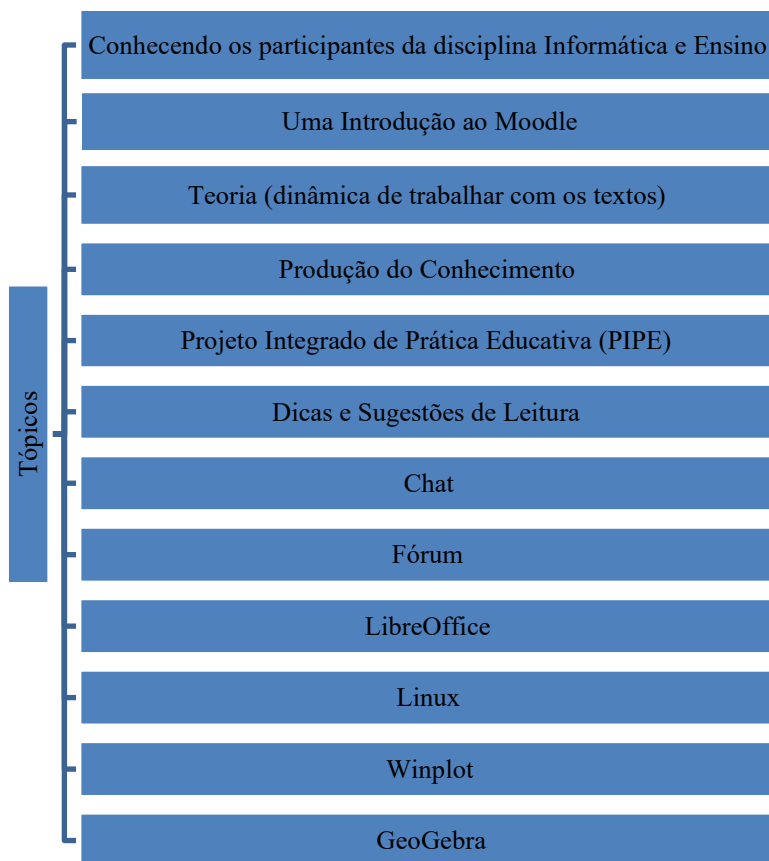 Tópicos
Conhecendo os participantes da disciplina Informática e Ensino
Uma Introdução ao Moodle
Teoria (dinâmica de trabalhar com os textos)
Produção do Conhecimento
Projeto Integrado de Prática Educativa (PIPE)
Dicas e Sugestões de Leitura
Chat
Fórum
LibreOffice
Linux
Winplot
GeoGebra